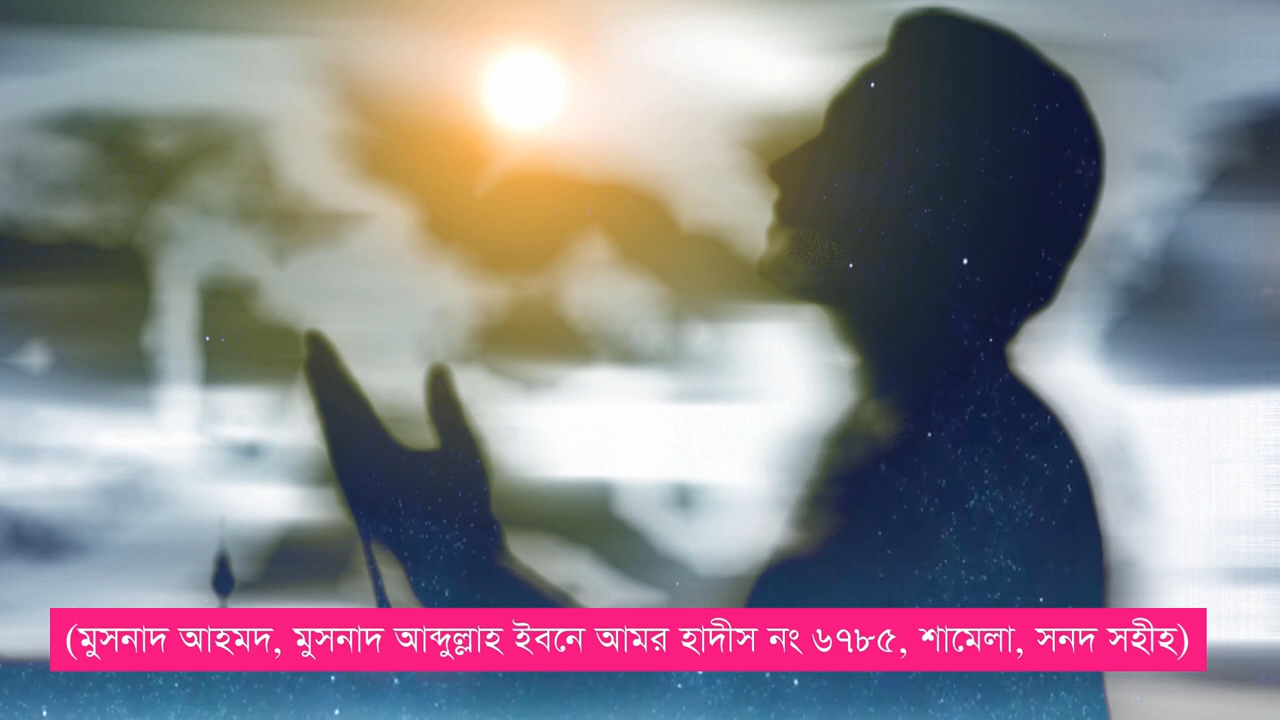 (মুসনাদ আহমদ, মুসনাদ আব্দুল্লাহ ইবনে আমর হাদীস নং ৬৭৮৫, শামেলা, সনদ সহীহ)